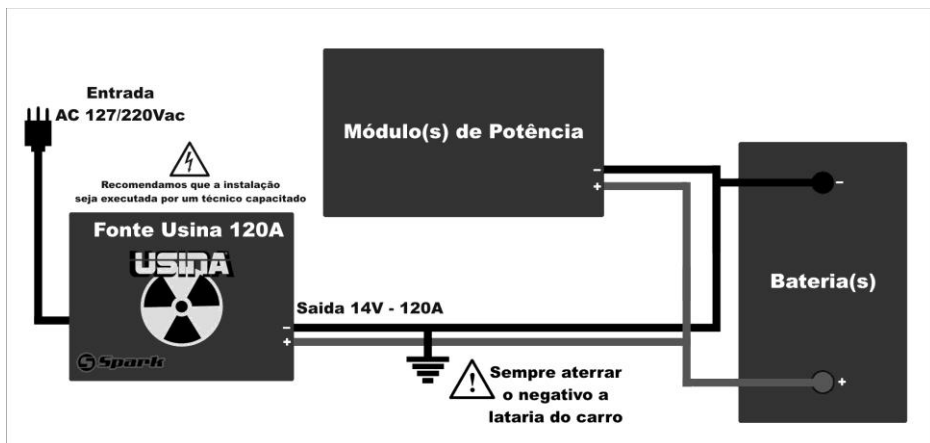 Entrada
AC 127/220Vac
Recomendamos que a instalação
seja executada por um técnico capacitado
Fonte Usina 120A
USINA
Spark
Saida 14V - 120A
-
+
Módulo(s) de Potência
-
+
Sempre aterrar
o negativo a
lataria do carro
-
Bateria(s)
+